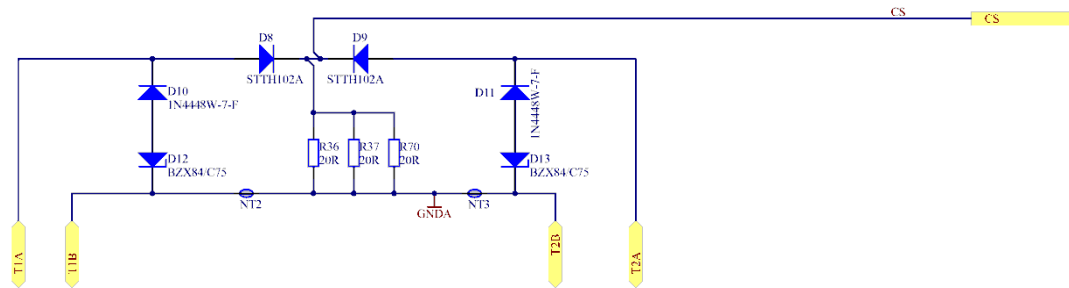 CS
CS
D8
D9
STTH102A
STTH102A
D10
1N4448W-7-F
D11
1N4448W-7-F
R36
20R
R37
20R
R70
20R
D12
BZX84/C75
D13
BZX84/C75
NT2
GNDA
NT3
T1A
T1B
T2B
T2A